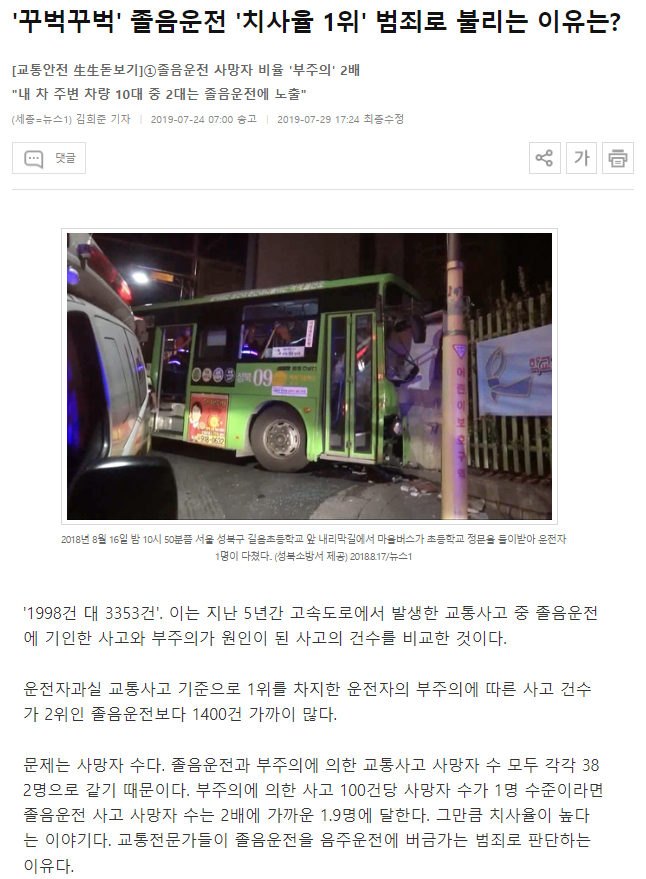 '꾸벅꾸벅' 졸음운전 '치사율 1위' 범죄로 불리는 이유는?
[교통안전 生生돋보기]①졸음운전 사망자 비율 '부주의' 2배
"내 차 주변 차량 10대 중 2대는 졸음운전에 노출"
(세종=뉴스1) 김희준 기자 | 2019-07-24 07:00 송고 | 2019-07-29 17:24 최종수정
댓글
가
성북
09
어린이보호구역
2018년 8월 16일 밤 10시 50분쯤 서울 성북구 길음초등학교 앞 내리막길에서 마을버스가 초등학교 정문을 들이받아 운전자
1명이 다쳤다. (성북소방서 제공) 2018.8.17/뉴스1
'1998건 대 3353건'. 이는 지난 5년간 고속도로에서 발생한 교통사고 중 졸음운전
에 기인한 사고와 부주의가 원인이 된 사고의 건수를 비교한 것이다.
운전자과실 교통사고 기준으로 1위를 차지한 운전자의 부주의에 따른 사고 건수
가 2위인 졸음운전보다 1400건 가까이 많다.
문제는 사망자 수다. 졸음운전과 부주의에 의한 교통사고 사망자 수 모두 각각 38
2명으로 같기 때문이다. 부주의에 의한 사고 100건당 사망자 수가 1명 수준이라면
졸음운전 사고 사망자 수는 2배에 가까운 1.9명에 달한다. 그만큼 치사율이 높다
는 이야기다. 교통전문가들이 졸음운전을 음주운전에 버금가는 범죄로 판단하는
이유다.